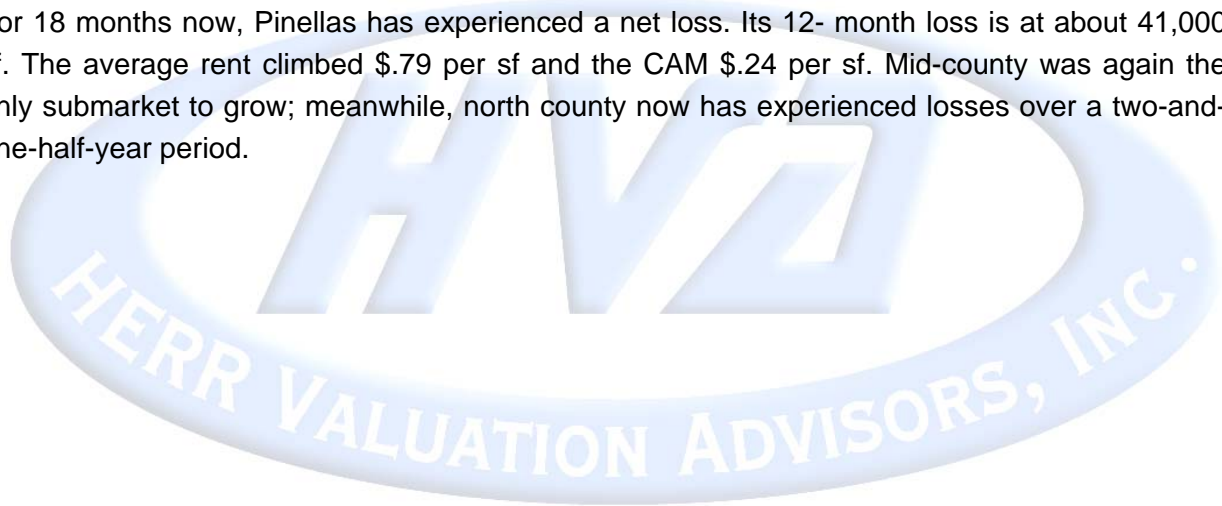 or 18 months now, Pinellas has experienced a net loss. Its 12- month loss is at about 41,000
f. The average rent climbed $.79 per sf and the CAM $.24 per sf. Mid-county was again the
nly submarket to grow; meanwhile, north county now has experienced losses over a two-and-
ne-half-year period.
HVA
HERR VALUATION ADVISORS, INC.